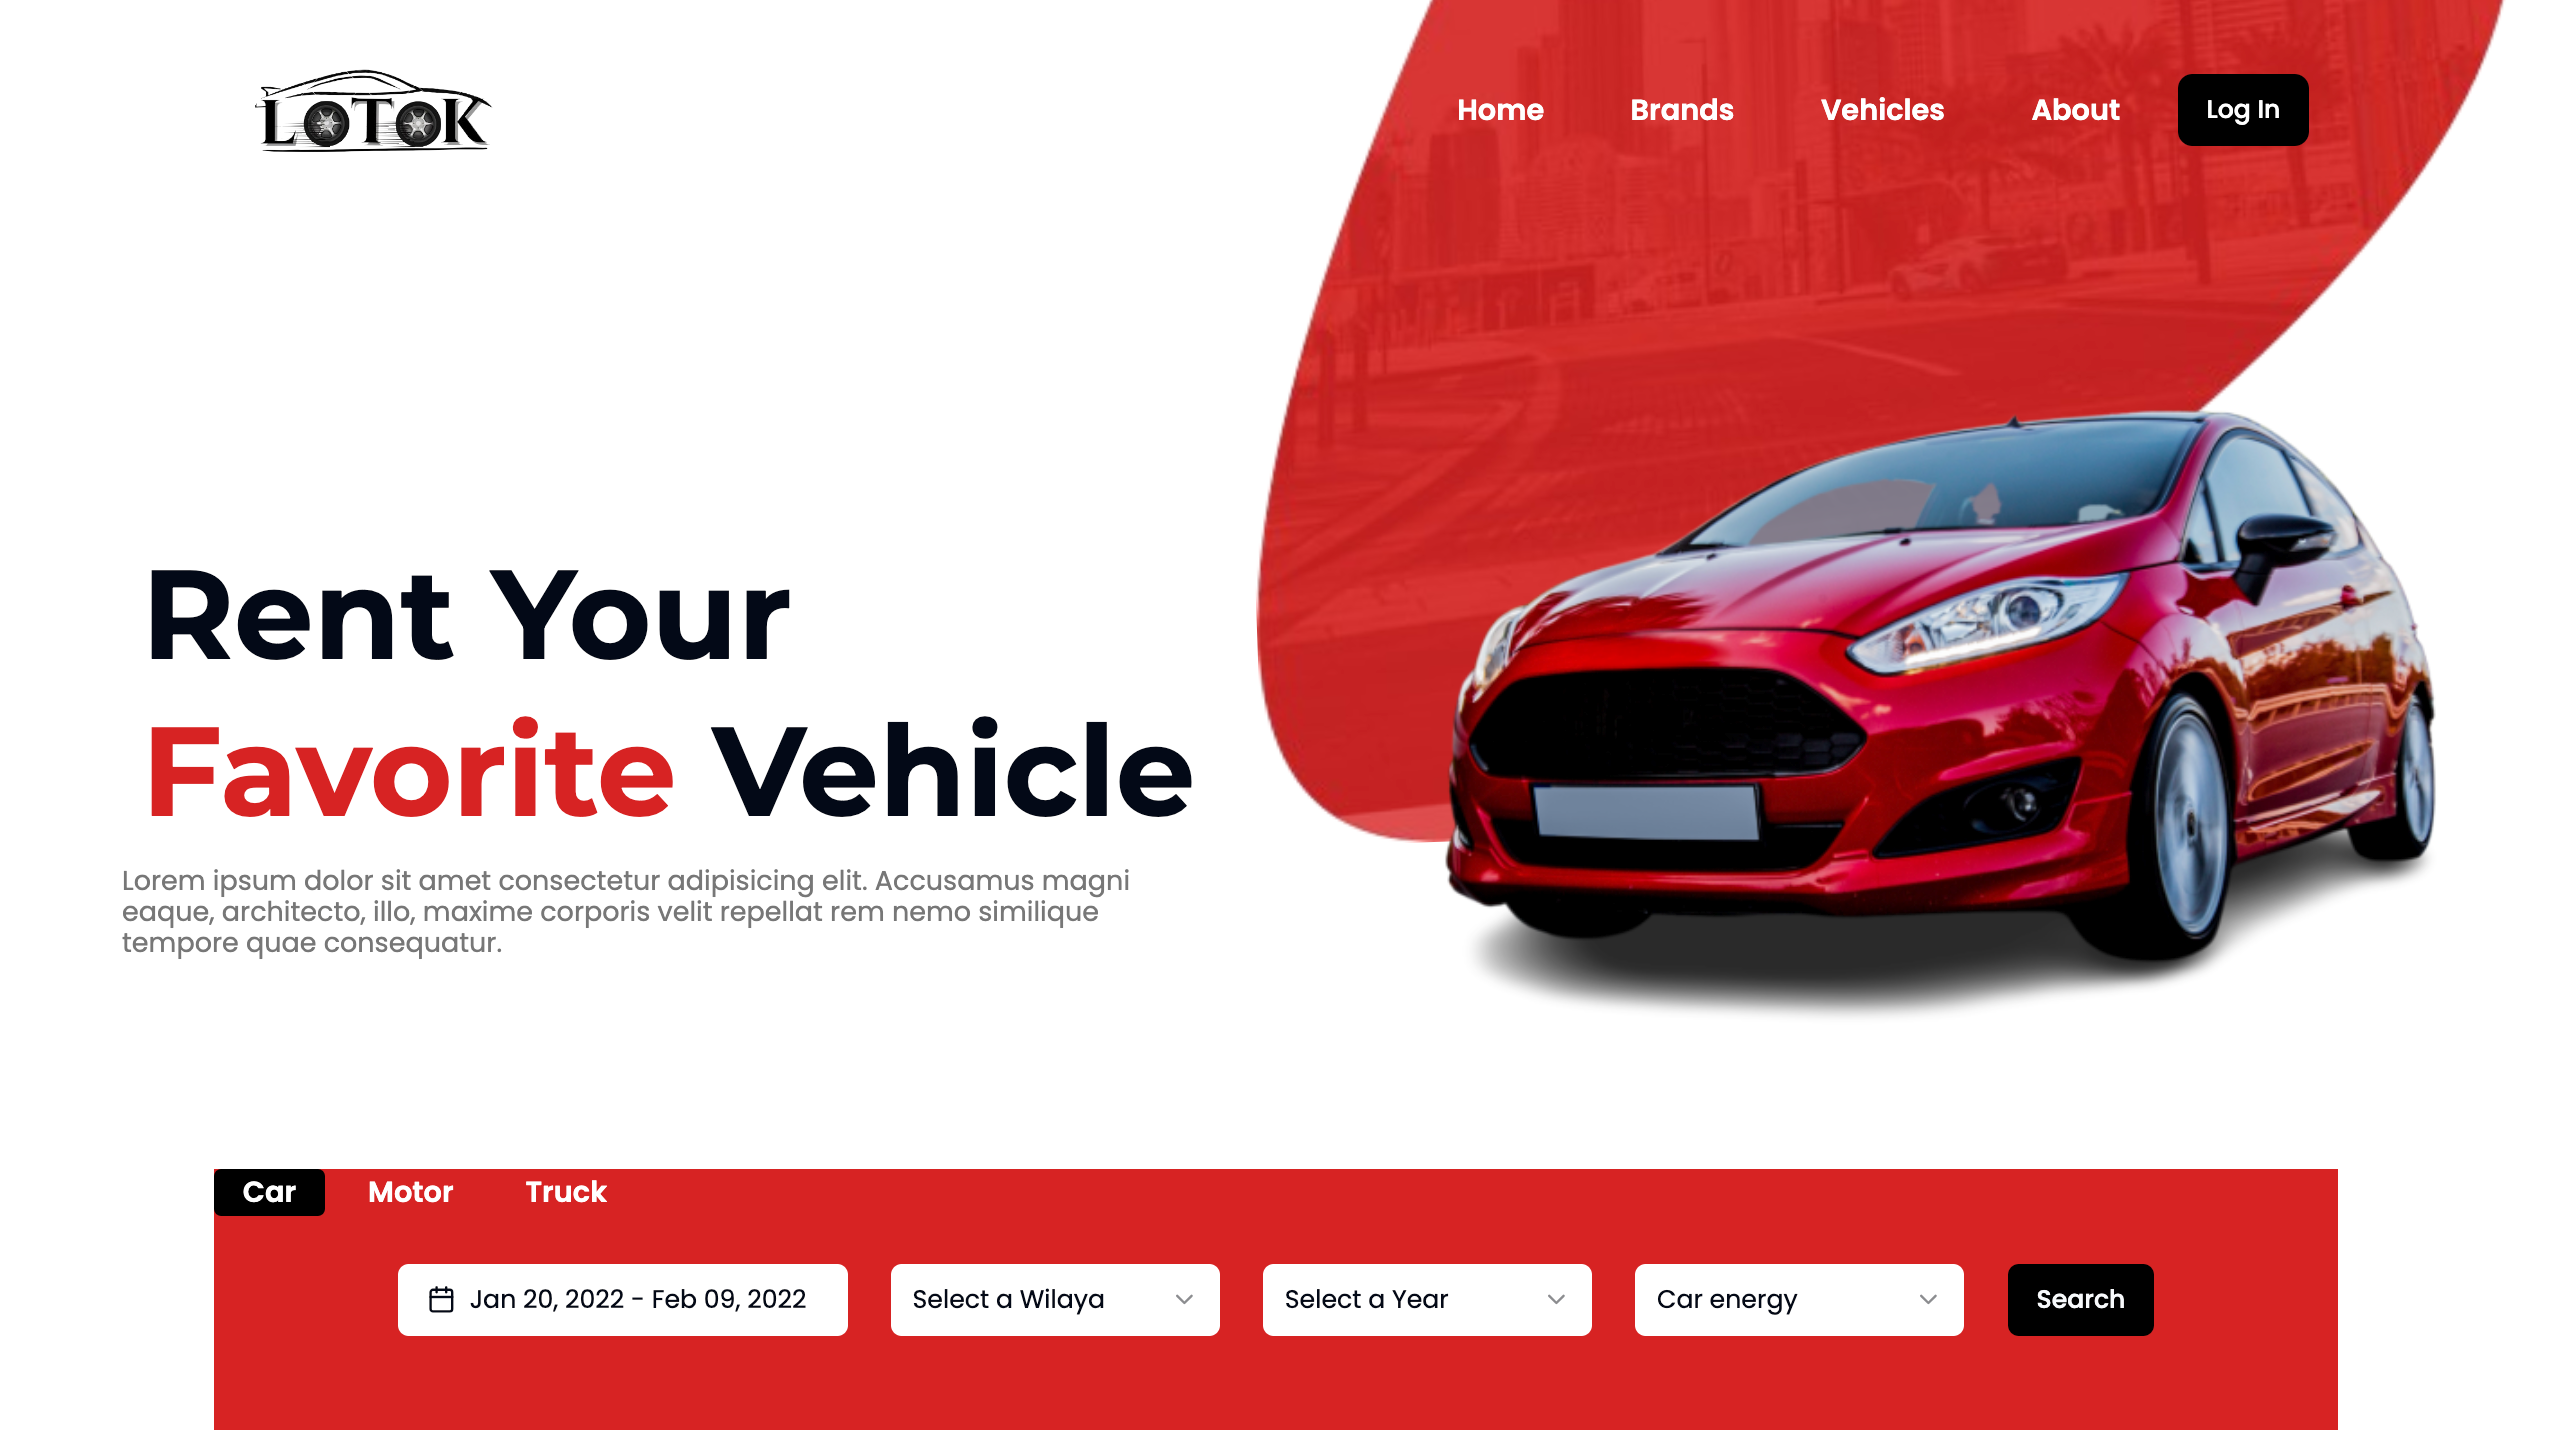 LOTOK
Home Brands Vehicles About Log In
Rent Your
Favorite Vehicle
Lorem ipsum dolor sit amet consectetur adipisicing elit. Accusamus magni
eaque, architecto, illo, maxime corporis velit repellat rem nemo similique
tempore quae consequatur.
Car Motor Truck
Jan 20, 2022 - Feb 09, 2022 Select a Wilaya Select a Year Car energy Search